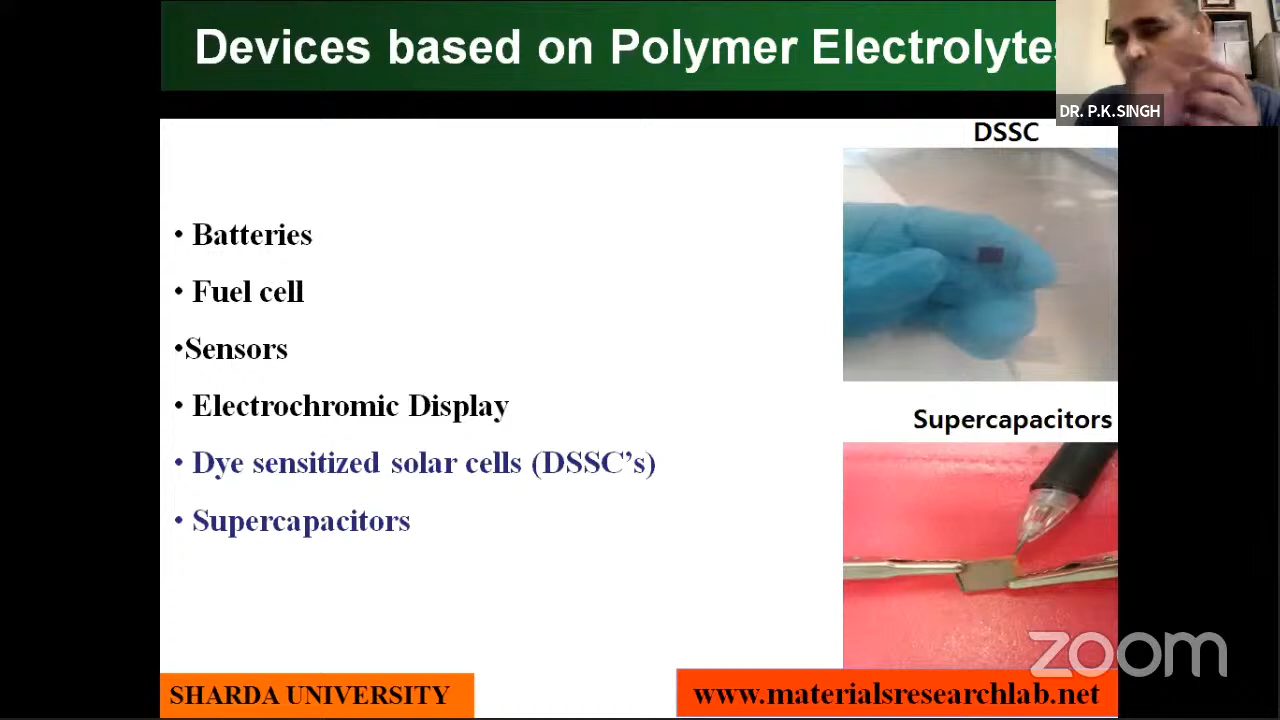 Devices based on Polymer Electrolytes
DR. P.K.SINGH
DSSC
• Batteries
• Fuel cell
•Sensors
• Electrochromic Display
• Dye sensitized solar cells (DSSC’s)
• Supercapacitors
Supercapacitors
zoom
SHARDA UNIVERSITY
www.materialsresearchlab.net